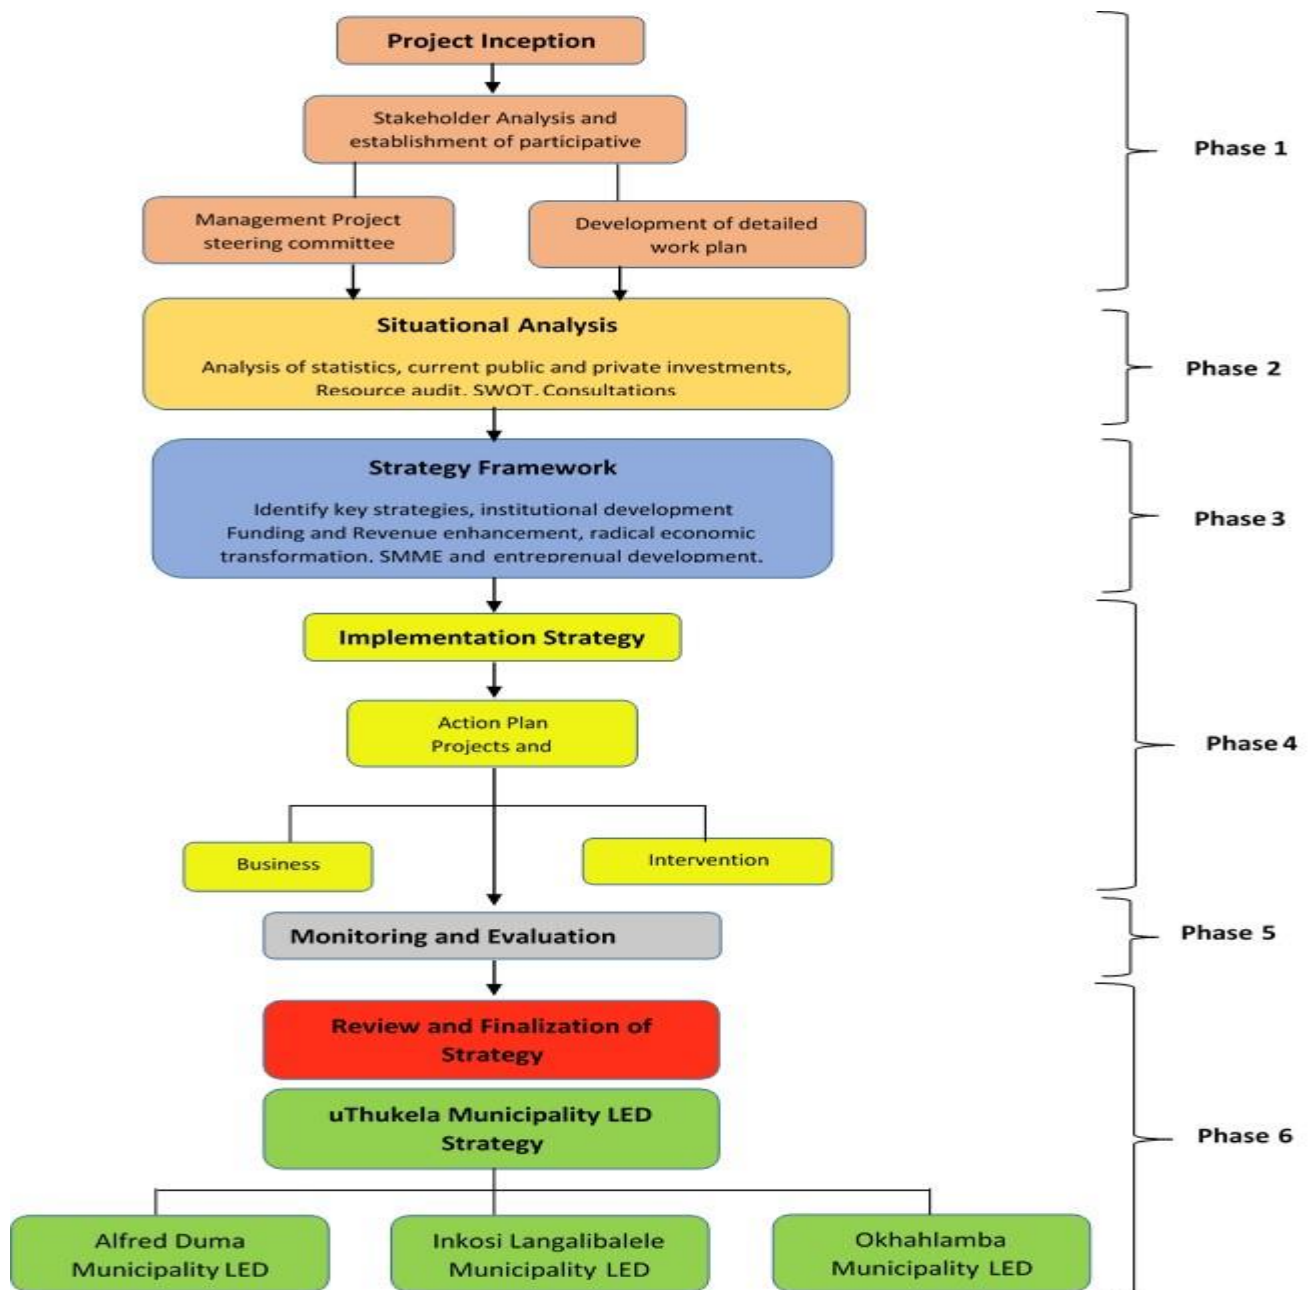 Project Inception
Stakeholder Analysis and
establishment of participative
Phase 1
Management Project
steering committee
Development of detailed
work plan
Situational Analysis
Analysis of statistics, current public and private investments,
Resource audit, SWOT, Consultations
Phase 2
Strategy Framework
Identify key strategies, institutional development
Funding and Revenue enhancement, radical economic
transformation, SMME and entreprenual development,
Phase 3
Implementation Strategy
Action Plan
Projects and
Phase 4
Business
Intervention
Monitoring and Evaluation
Phase 5
Review and Finalization of
Strategy
uThukela Municipality LED
Strategy
Phase 6
Alfred Duma
Municipality LED
Inkosi Langalibalele
Municipality LED
Okhahlamba
Municipality LED